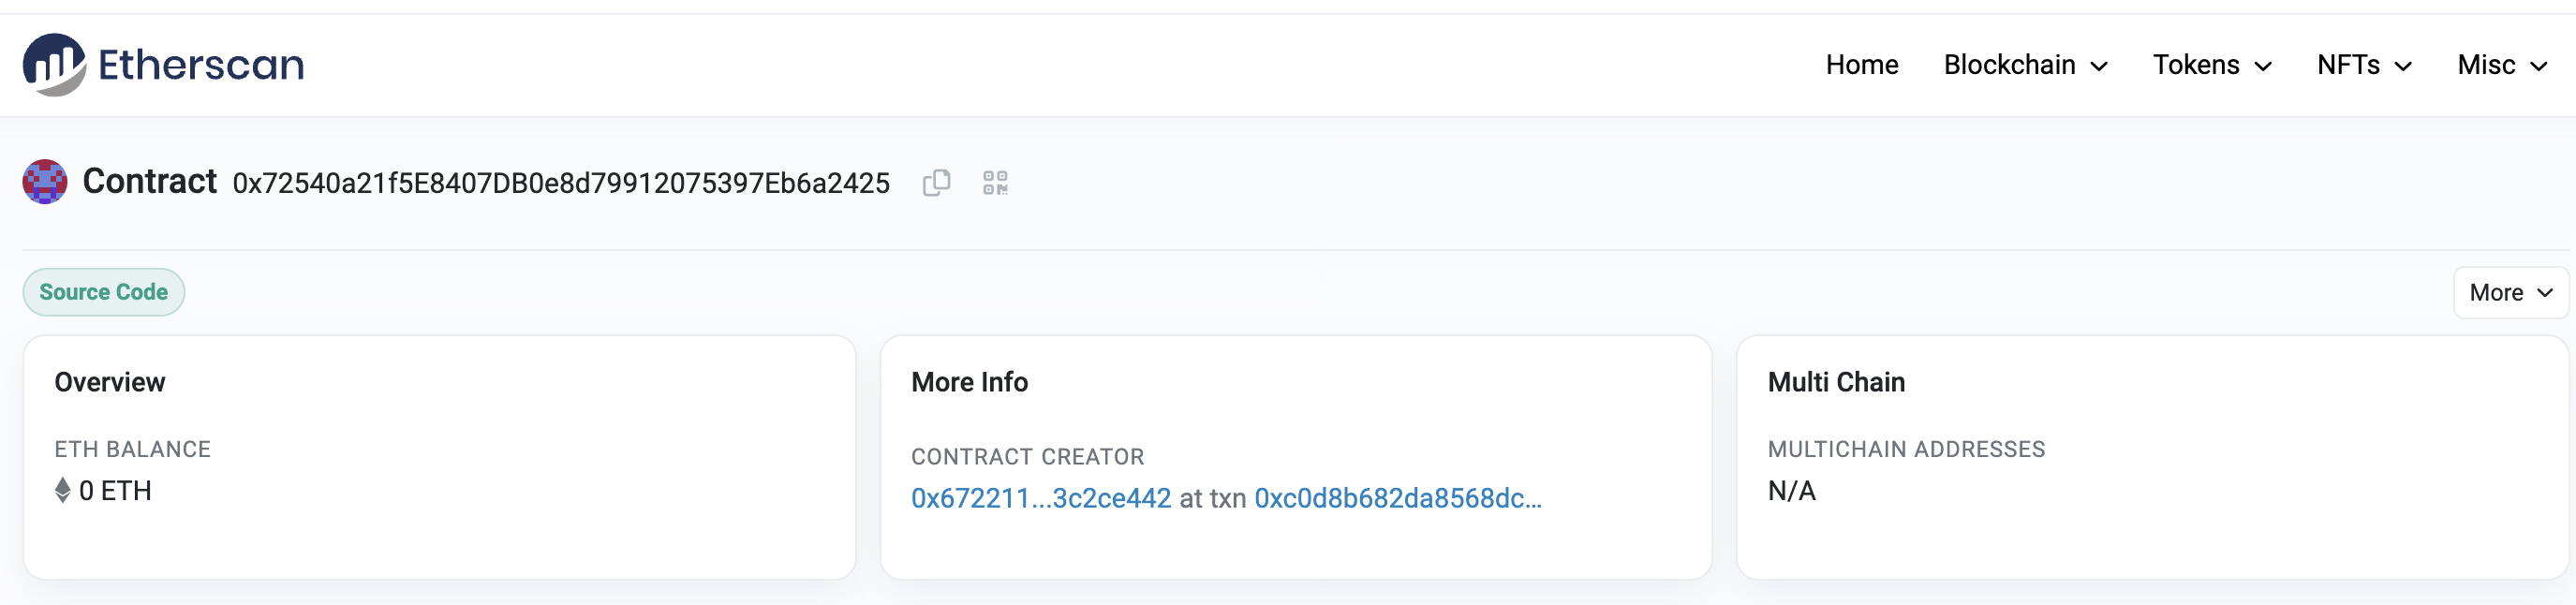 Etherscan
Home Blockchain Tokens NFTs Misc
Contract 0x72540a21f5E8407DB0e8d79912075397Eb6a2425
Source Code
More
Overview
ETH BALANCE
0 ETH
More Info
CONTRACT CREATOR
0x672211...3c2ce442 at txn 0xc0d8b682da8568dc...
Multi Chain
MULTICHAIN ADDRESSES
N/A